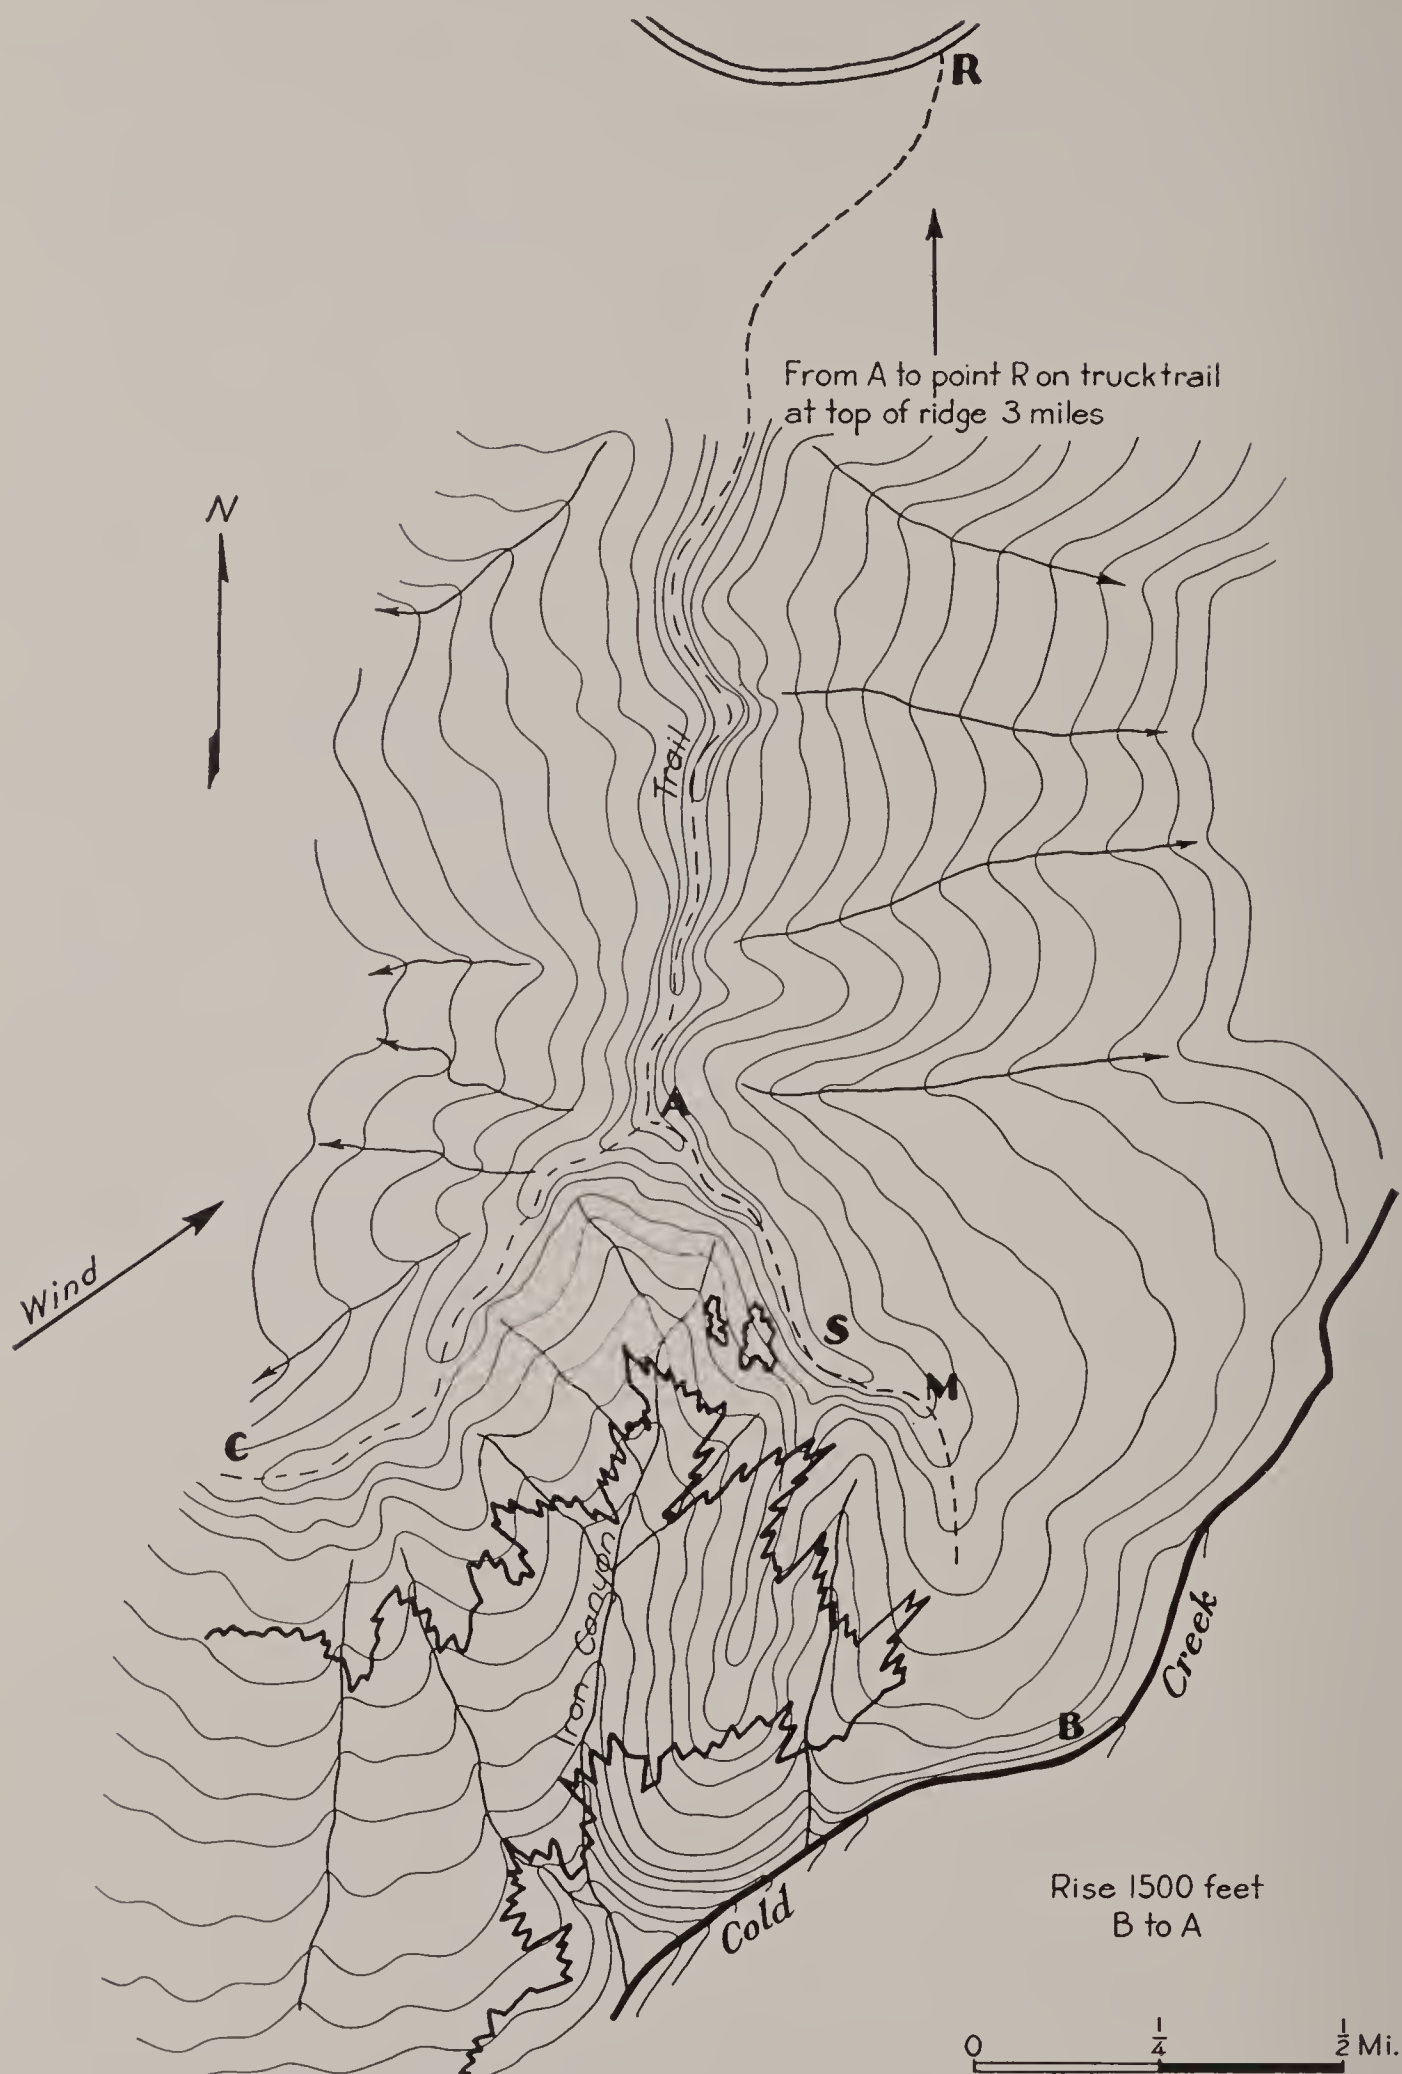 R
From A to point R on trucktrail
at top of ridge 3 miles
N
Trail
A
Wind
S
M
C
Iron Canyon
Creek
B
Rise 1500 feet
B to A
Cold
0 1/4 1/2 Mi.